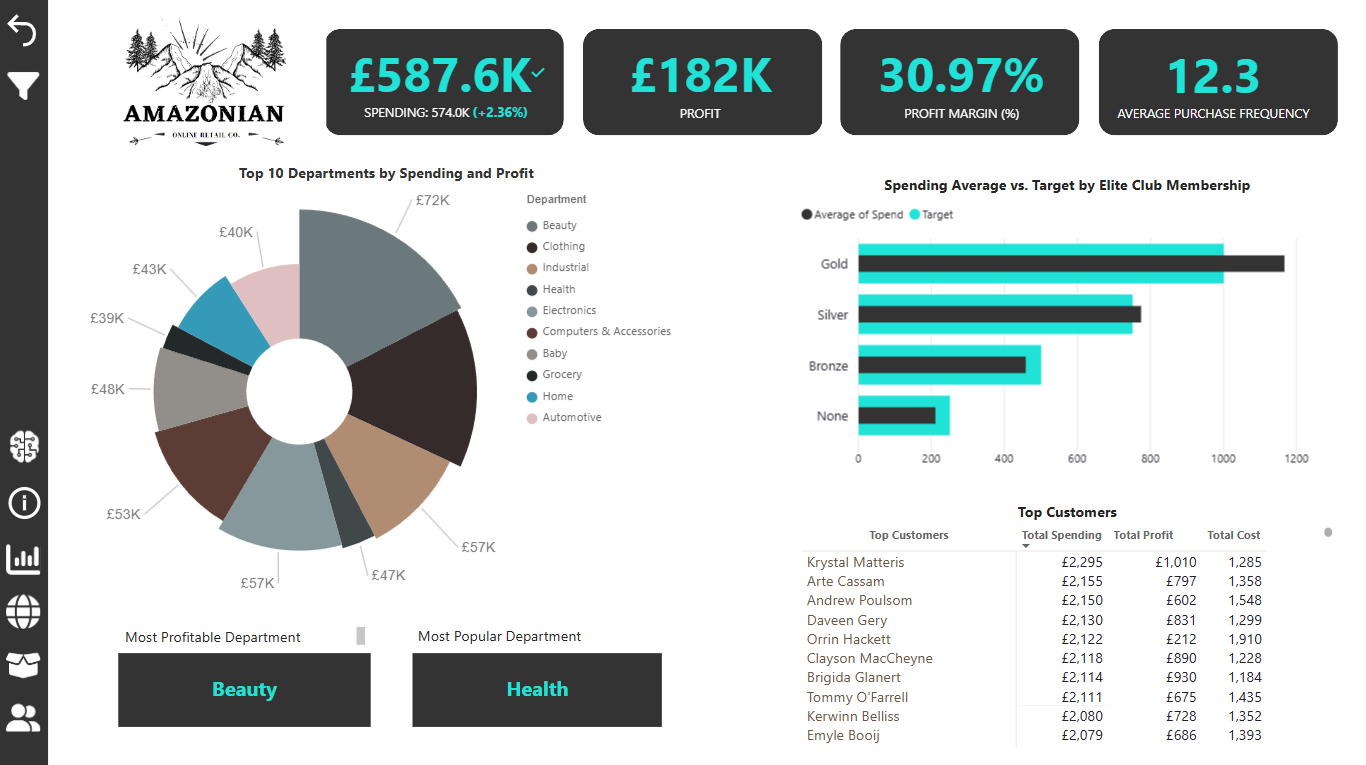 AMAZONIAN
ONLINE RETAIL CO.
£587.6K
SPENDING: 574.0K (+2.36%)
£182K
PROFIT
30.97%
PROFIT MARGIN (%)
12.3
AVERAGE PURCHASE FREQUENCY
Top 10 Departments by Spending and Profit
£72K
£57K
£47K
£57K
£53K
£48K
£39K
£43K
£40K
Department
Beauty
Clothing
Industrial
Health
Electronics
Computers & Accessories
Baby
Grocery
Home
Automotive
Most Profitable Department
Beauty
Most Popular Department
Health
Spending Average vs. Target by Elite Club Membership
Average of Spend Target
Gold
Silver
Bronze
None
0 200 400 600 800 1000 1200
Top Customers
Top Customers Total Spending Total Profit Total Cost
Krystal Matteris £2,295 £1,010 1,285
Arte Cassam £2,155 £797 1,358
Andrew Poulsom £2,150 £602 1,548
Daveen Gery £2,130 £831 1,299
Orrin Hackett £2,122 £212 1,910
Clayson MacCheyne £2,118 £890 1,228
Brigida Glanert £2,114 £930 1,184
Tommy O'Farrell £2,111 £675 1,435
Kerwinn Belliss £2,080 £728 1,352
Emyle Booij £2,079 £686 1,393